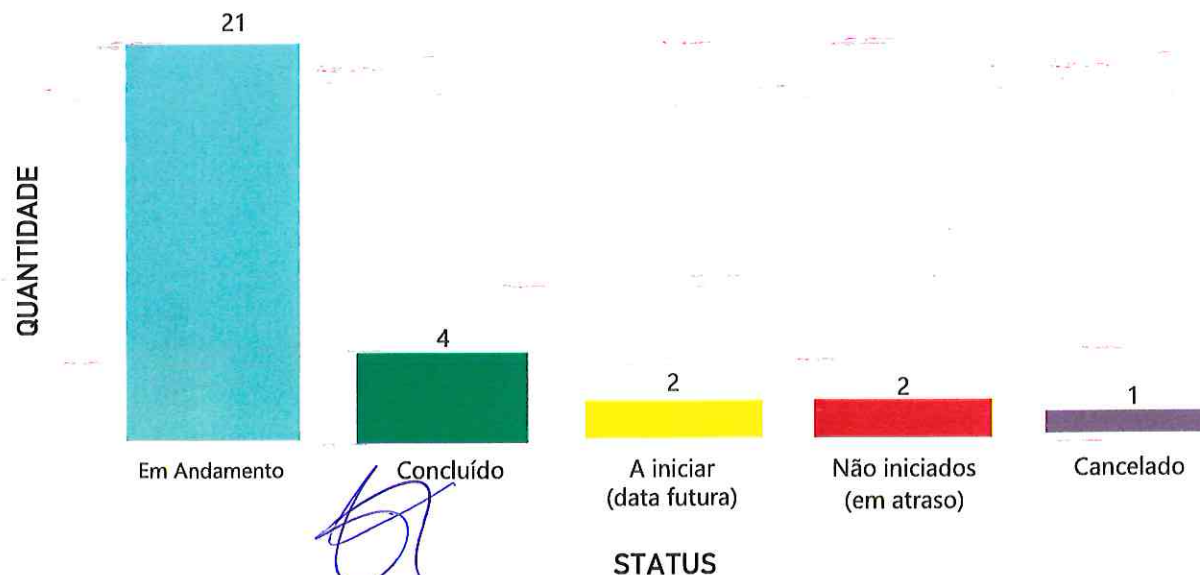 21
4
2
2
1
QUANTIDADE
Em Andamento
Concluído
A iniciar
(data futura)
Não iniciados
(em atraso)
Cancelado
STATUS